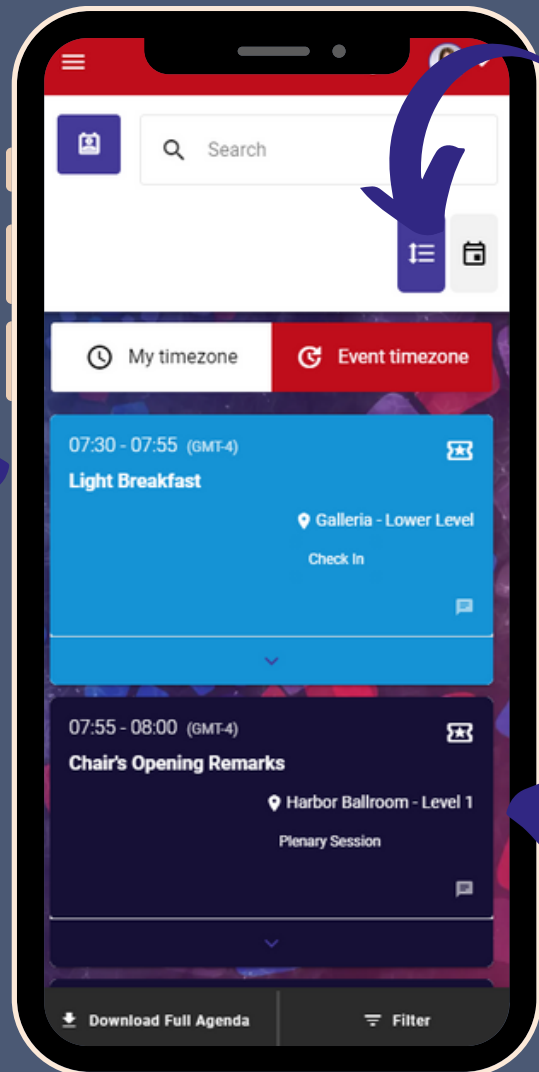 Search
My timezone
Event timezone
07:30 - 07:55 (GMT-4)
Light Breakfast
Galleria - Lower Level
Check In
07:55 - 08:00 (GMT-4)
Chair's Opening Remarks
Harbor Ballroom - Level 1
Plenary Session
Download Full Agenda
Filter